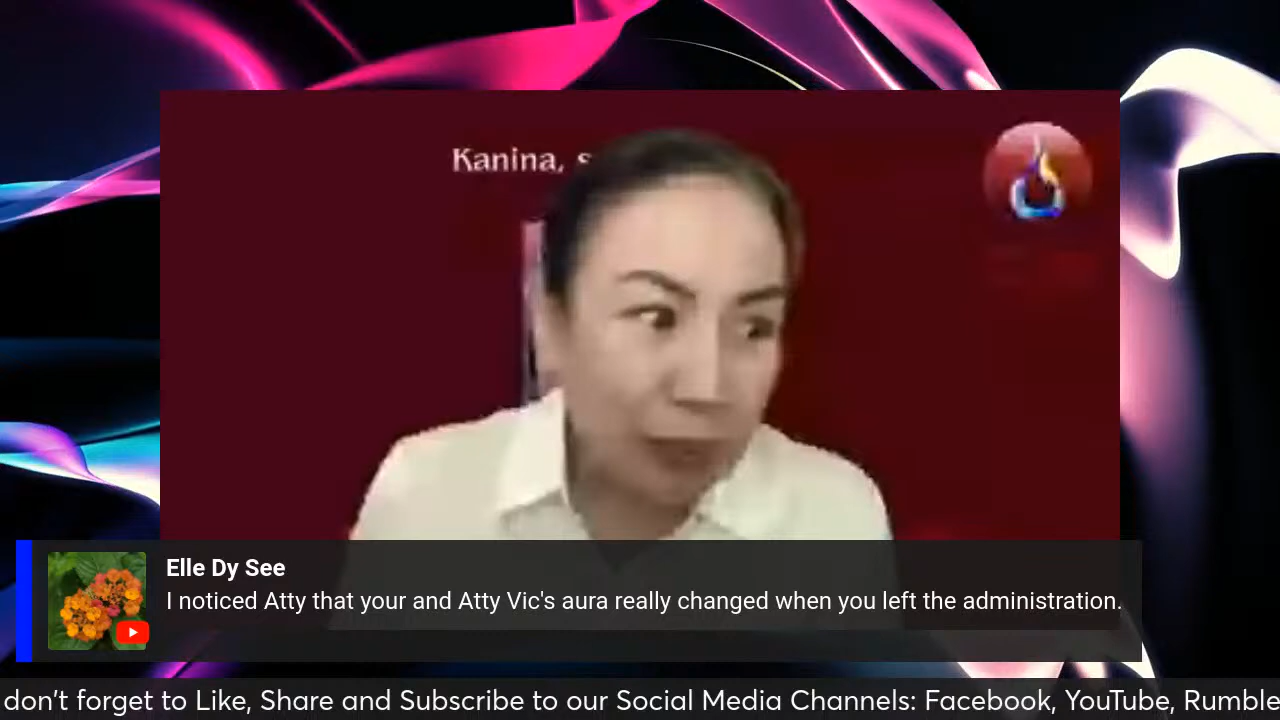 Kanina, s
Elle Dy See
I noticed Atty that your and Atty Vic's aura really changed when you left the administration.
don't forget to Like, Share and Subscribe to our Social Media Channels: Facebook, YouTube, Rumble